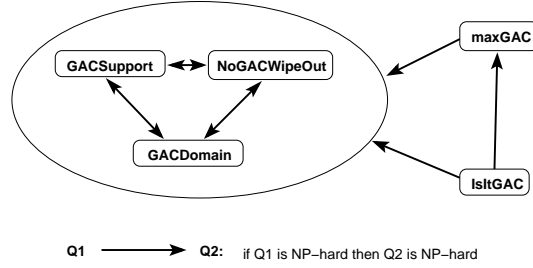 maxGAC
GACSupport
NoGACWipeOut
GACDomain
IsItGAC
Q1 Q2: if Q1 is NP–hard then Q2 is NP–hard